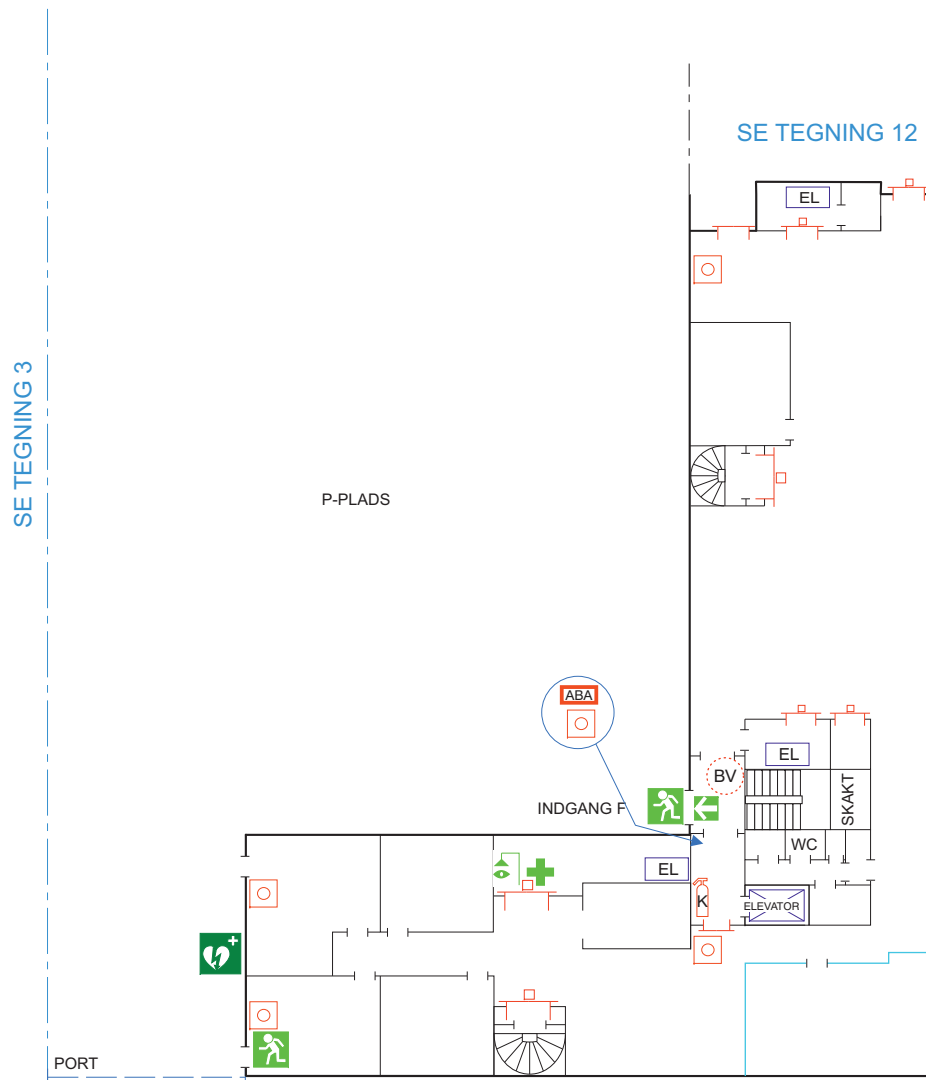 SE TEGNING 12
EL
SE TEGNING 3
P-PLADS
ABA
EL
BV
SKAKT
INDGANG F
WC
EL
K
ELEVATOR
PORT